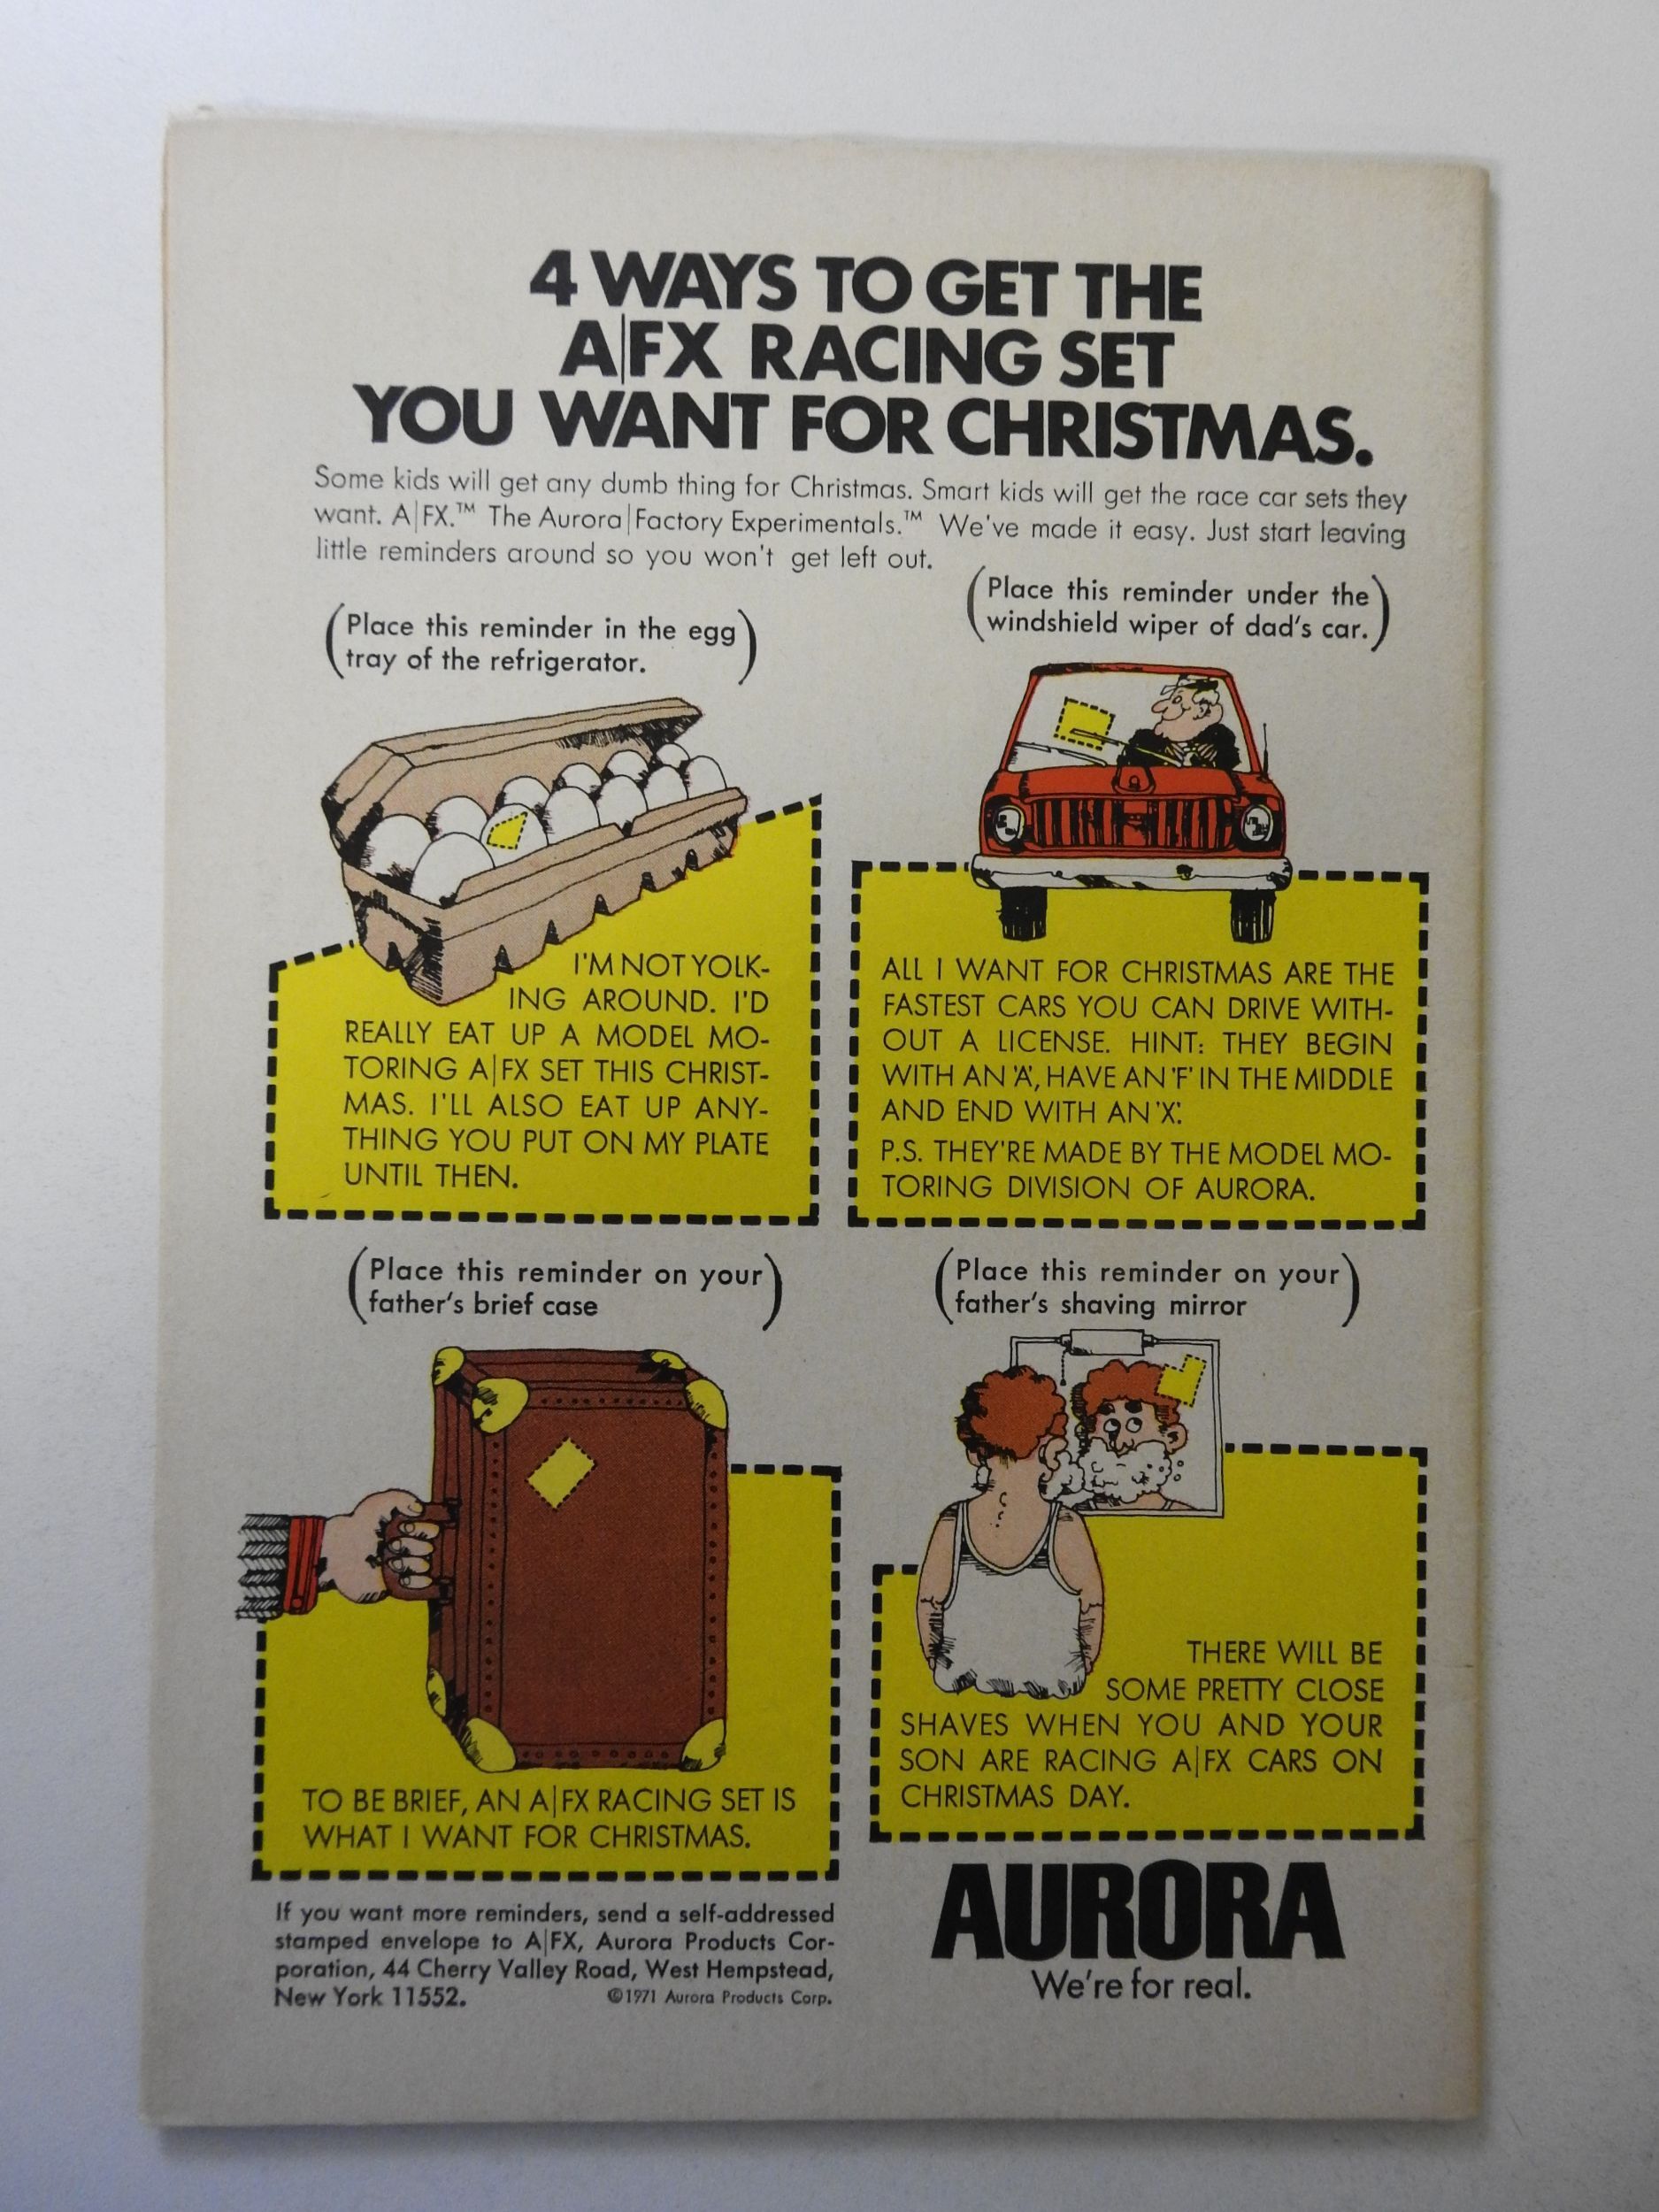 4 WAYS TO GET THE
A|FX RACING SET
YOU WANT FOR CHRISTMAS.
Some kids will get any dumb thing for Christmas. Smart kids will get the race car sets they
want. A|FX.™ The Aurora|Factory Experimentals.™ We've made it easy. Just start leaving
little reminders around so you won't get left out.
(Place this reminder in the egg
tray of the refrigerator.)
I'M NOT YOLK-
ING AROUND. I'D
REALLY EAT UP A MODEL MO-
TORING A|FX SET THIS CHRIST-
MAS. I'LL ALSO EAT UP ANY-
THING YOU PUT ON MY PLATE
UNTIL THEN.
(Place this reminder under the
windshield wiper of dad's car.)
ALL I WANT FOR CHRISTMAS ARE THE
FASTEST CARS YOU CAN DRIVE WITH-
OUT A LICENSE. HINT: THEY BEGIN
WITH AN 'A', HAVE AN 'F' IN THE MIDDLE
AND END WITH AN 'X'.
P.S. THEY'RE MADE BY THE MODEL MO-
TORING DIVISION OF AURORA.
(Place this reminder on your
father's brief case)
TO BE BRIEF, AN A|FX RACING SET IS
WHAT I WANT FOR CHRISTMAS.
(Place this reminder on your
father's shaving mirror)
THERE WILL BE
SOME PRETTY CLOSE
SHAVES WHEN YOU AND YOUR
SON ARE RACING A|FX CARS ON
CHRISTMAS DAY.
If you want more reminders, send a self-addressed
stamped envelope to A|FX, Aurora Products Cor-
poration, 44 Cherry Valley Road, West Hempstead,
New York 11552. ©1971 Aurora Products Corp.
AURORA
We're for real.